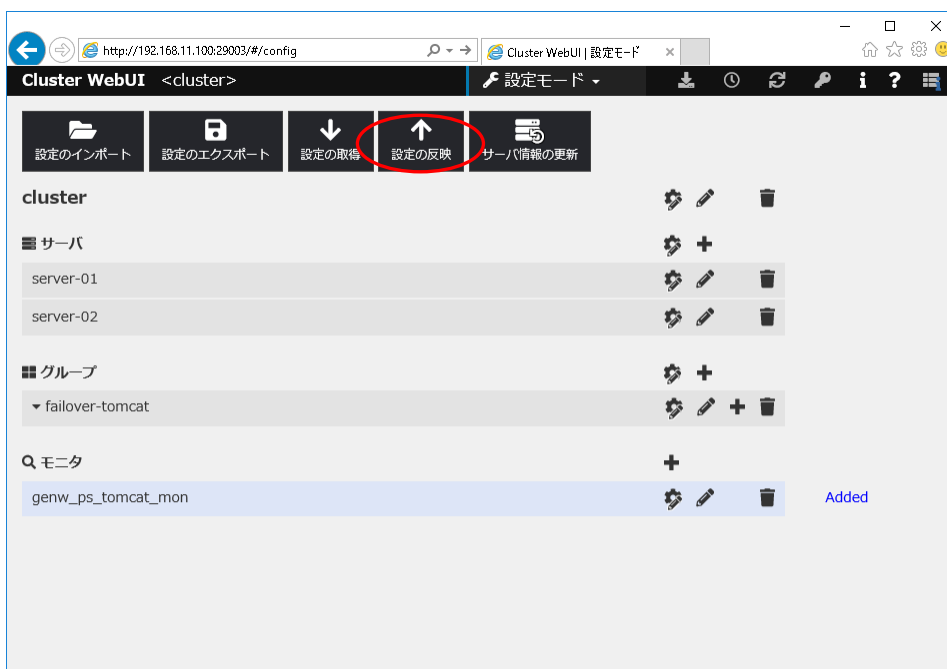 http://192.168.11.100:29003/#/config
Cluster WebUI | 設定モード
Cluster WebUI <cluster>
設定モード
設定のインポート
設定のエクスポート
設定の取得
設定の反映
サーバ情報の更新
cluster
サーバ
server-01
server-02
グループ
failover-tomcat
モニタ
genw_ps_tomcat_mon
Added